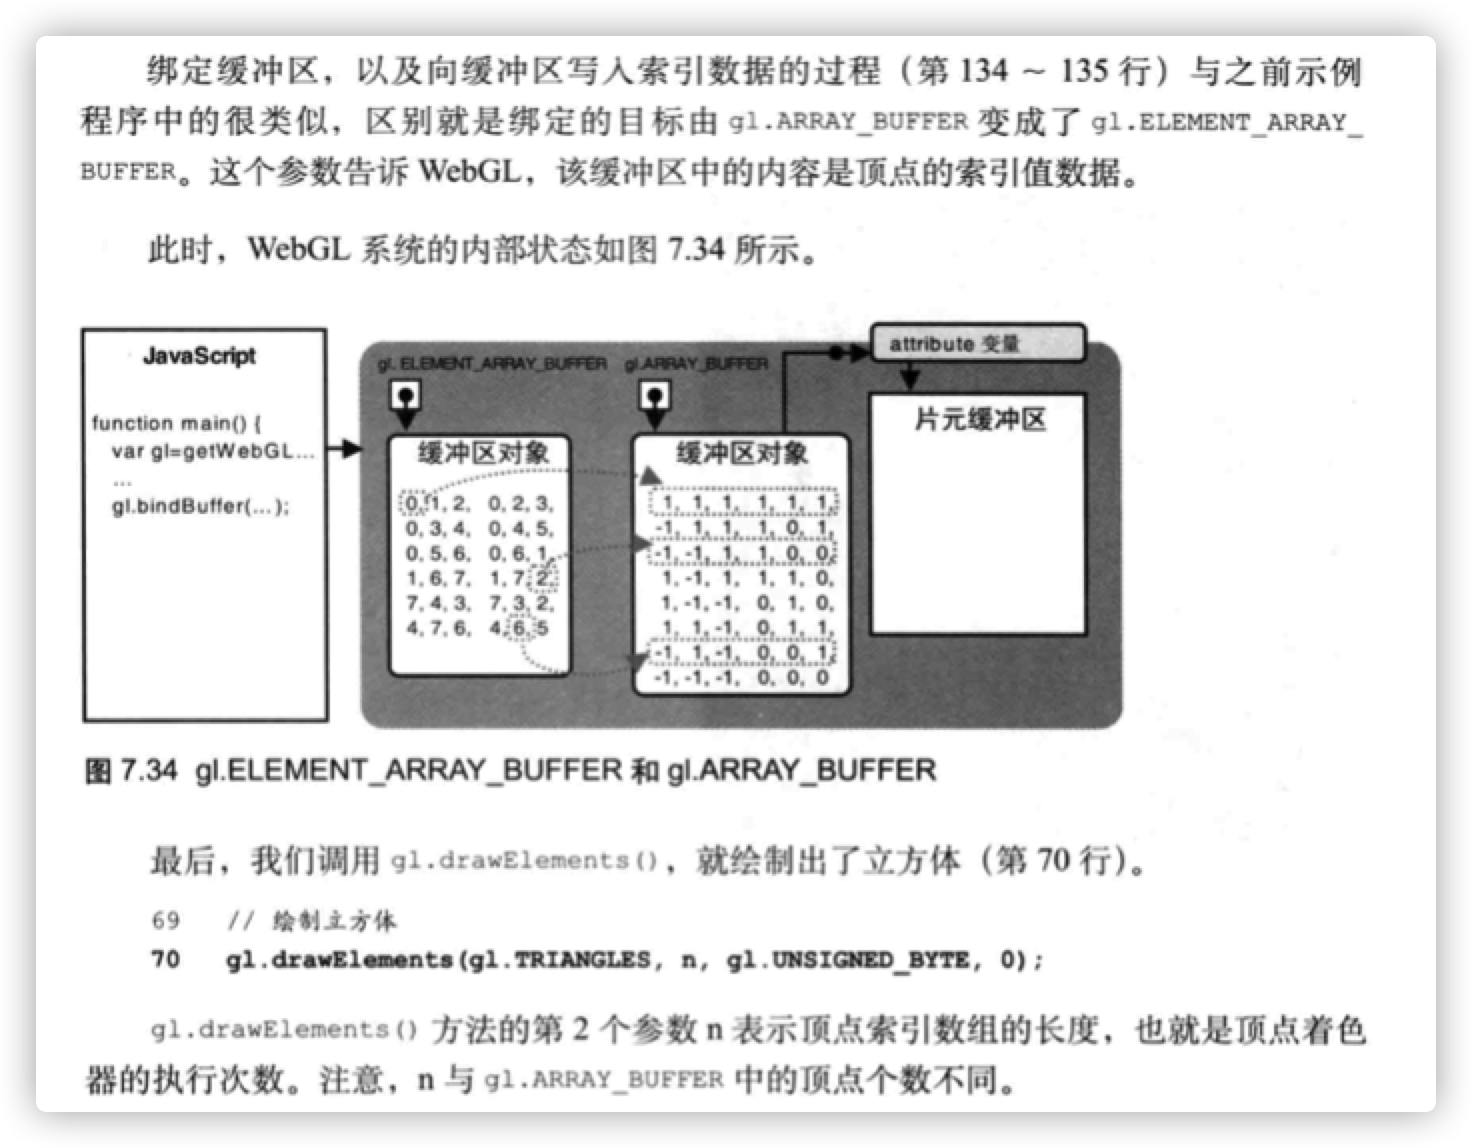 绑定缓冲区，以及向缓冲区写入索引数据的过程（第 134 ~ 135 行）与之前示例
程序中的很类似，区别就是绑定的目标由 gl.ARRAY_BUFFER 变成了 gl.ELEMENT_ARRAY_
BUFFER。这个参数告诉 WebGL，该缓冲区中的内容是顶点的索引值数据。
此时，WebGL 系统的内部状态如图 7.34 所示。
JavaScript
function main() {
var gl=getWebGL...
...
gl.bindBuffer(...);
gl. ELEMENT_ARRAY_BUFFER
缓冲区对象
0, 1, 2, 0, 2, 3,
0, 3, 4, 0, 4, 5,
0, 5, 6, 0, 6, 1,
1, 6, 7, 1, 7, 2,
7, 4, 3, 7, 3, 2,
4, 7, 6, 4, 6, 5
gl.ARRAY_BUFFER
缓冲区对象
1, 1, 1, 1, 1, 1,
-1, 1, 1, 1, 0, 1,
-1, -1, 1, 1, 0, 0,
1, -1, 1, 1, 1, 0,
1, -1, -1, 0, 1, 0,
1, 1, -1, 0, 1, 1,
-1, 1, -1, 0, 0, 1,
-1, -1, -1, 0, 0, 0
attribute 变量
片元缓冲区
图 7.34 gl.ELEMENT_ARRAY_BUFFER 和 gl.ARRAY_BUFFER
最后，我们调用 gl.drawElements()，就绘制出了立方体（第 70 行）。
69 // 绘制立方体
70 gl.drawElements(gl.TRIANGLES, n, gl.UNSIGNED_BYTE, 0);
gl.drawElements() 方法的第 2 个参数 n 表示顶点索引数组的长度，也就是顶点着色
器的执行次数。注意，n 与 gl.ARRAY_BUFFER 中的顶点个数不同。